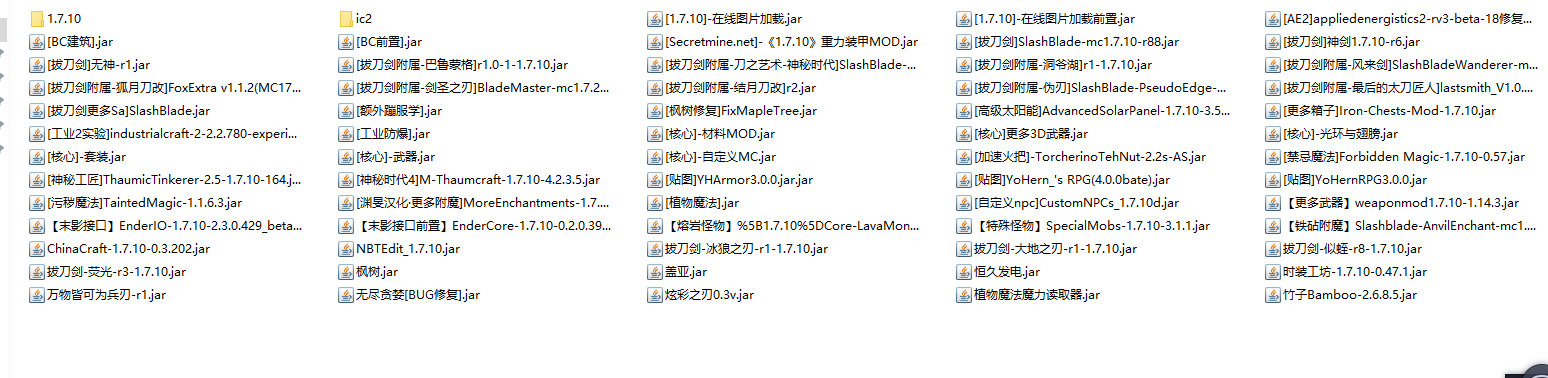 1.7.10 ic2 [1.7.10]-在线图片加载.jar [1.7.10]-在线图片加载前置.jar [AE2]appliedenergistics2-rv3-beta-18修复...
[BC建筑].jar [BC前置].jar [Secretmine.net]-《1.7.10》重力装甲MOD.jar [拔刀剑]SlashBlade-mc1.7.10-r88.jar [拔刀剑]神剑1.7.10-r6.jar
[拔刀剑]无神-r1.jar [拔刀剑附属-巴鲁蒙格]r1.0-1-1.7.10.jar [拔刀剑附属-刀之艺术-神秘时代]SlashBlade-... [拔刀剑附属-洞爷湖]r1-1.7.10.jar [拔刀剑附属-风来剑]SlashBladeWanderer-m...
[拔刀剑附属-狐月刀改]FoxExtra v1.1.2(MC17... [拔刀剑附属-剑圣之刃]BladeMaster-mc1.7.2... [拔刀剑附属-结月刀改]r2.jar [拔刀剑附属-伪刃]SlashBlade-PseudoEdge-... [拔刀剑附属-最后的太刀匠人]lastsmith_V1.0....
[拔刀剑更多Sa]SlashBlade.jar [额外蹦服学].jar [枫树修复]FixMapleTree.jar [高级太阳能]AdvancedSolarPanel-1.7.10-3.5... [更多箱子]Iron-Chests-Mod-1.7.10.jar
[工业2实验]industrialcraft-2-2.2.780-experi... [工业防爆].jar [核心]-材料MOD.jar [核心]更多3D武器.jar [核心]-光环与翅膀.jar
[核心]-套装.jar [核心]-武器.jar [核心]-自定义MC.jar [加速火把]-TorcherinoTehNut-2.2s-AS.jar [禁忌魔法]Forbidden Magic-1.7.10-0.57.jar
[神秘工匠]ThaumicTinkerer-2.5-1.7.10-164.j... [神秘时代4]M-Thaumcraft-1.7.10-4.2.3.5.jar [贴图]YHArmor3.0.0.jar.jar [贴图]YoHern_'s RPG(4.0.0bate).jar [贴图]YoHernRPG3.0.0.jar
[污秽魔法]TaintedMagic-1.1.6.3.jar [渊旻汉化·更多附魔]MoreEnchantments-1.7.... [植物魔法].jar [自定义npc]CustomNPCs_1.7.10d.jar 【更多武器】weaponmod1.7.10-1.14.3.jar
【末影接口】EnderIO-1.7.10-2.3.0.429_beta... 【末影接口前置】EnderCore-1.7.10-0.2.0.39... 【熔岩怪物】%5B1.7.10%5DCore-LavaMon... 【特殊怪物】SpecialMobs-1.7.10-3.1.1.jar 【铁砧附魔】Slashblade-AnvilEnchant-mc1....
ChinaCraft-1.7.10-0.3.202.jar NBTEdit_1.7.10.jar 拔刀剑-冰狼之刃-r1-1.7.10.jar 拔刀剑-大地之刃-r1-1.7.10.jar 拔刀剑-似蛭-r8-1.7.10.jar
拔刀剑-荧光-r3-1.7.10.jar 枫树.jar 盖亚.jar 恒久发电.jar 时装工坊-1.7.10-0.47.1.jar
万物皆可为兵刃-r1.jar 无尽贪婪[BUG修复].jar 炫彩之刃0.3v.jar 植物魔法魔力读取器.jar 竹子Bamboo-2.6.8.5.jar